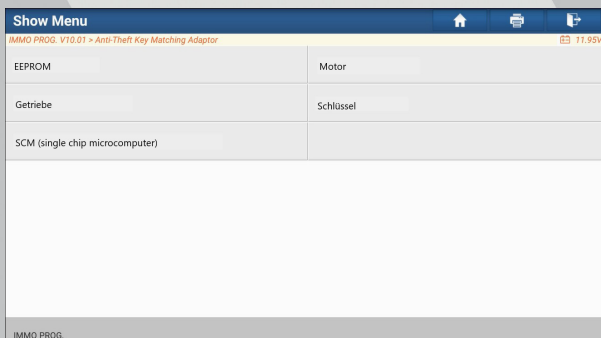 Show Menu
IMMO PROG. V10.01 > Anti-Theft Key Matching Adaptor 11.95V
EEPROM Motor
Getriebe Schlüssel
SCM (single chip microcomputer)
IMMO PROG.